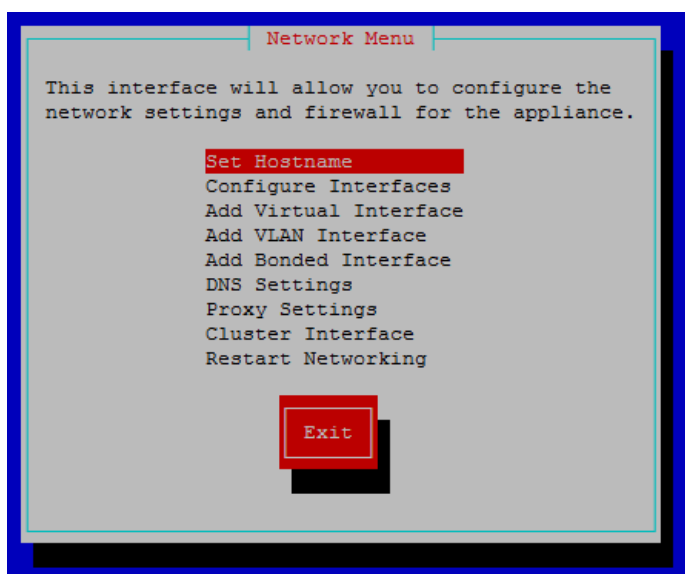 Network Menu
This interface will allow you to configure the
network settings and firewall for the appliance.
Set Hostname
Configure Interfaces
Add Virtual Interface
Add VLAN Interface
Add Bonded Interface
DNS Settings
Proxy Settings
Cluster Interface
Restart Networking
Exit